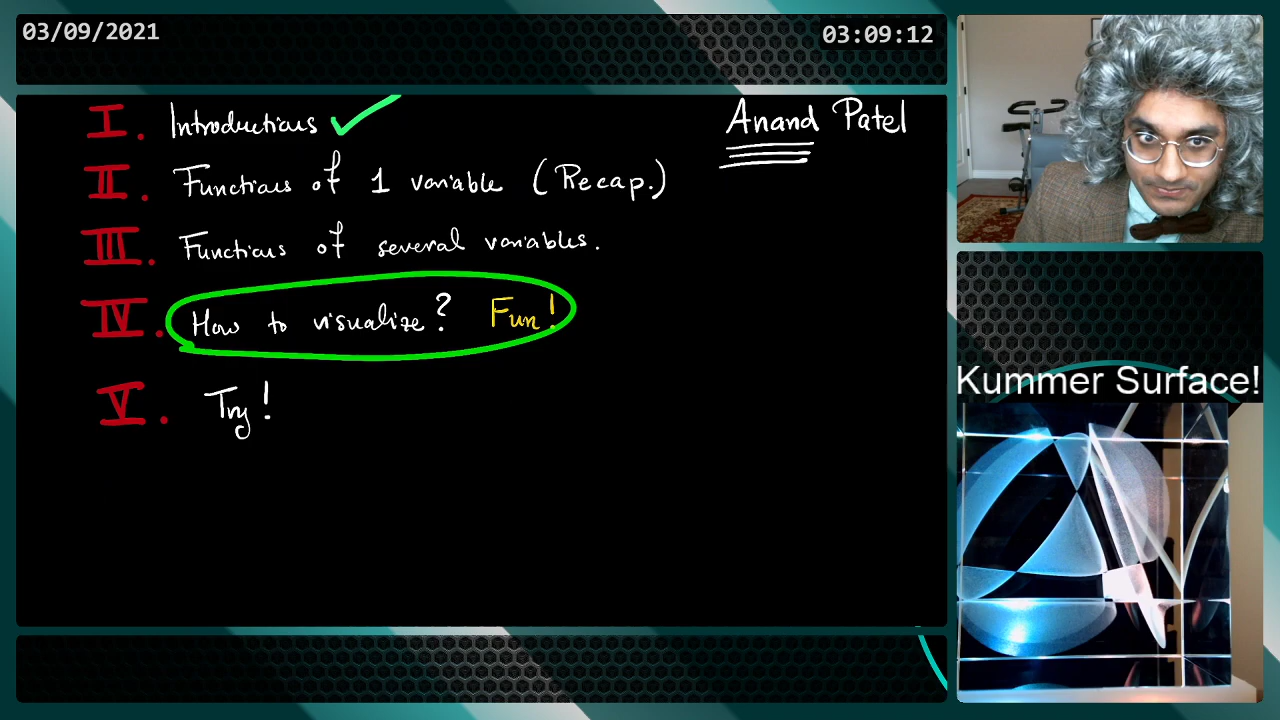 03/09/2021
03:09:12
I. Introductions
Anand Patel
II. Functions of 1 variable (Recap.)
III. Functions of several variables.
IV. How to visualize? Fun!
V. Try!
Kummer Surface!